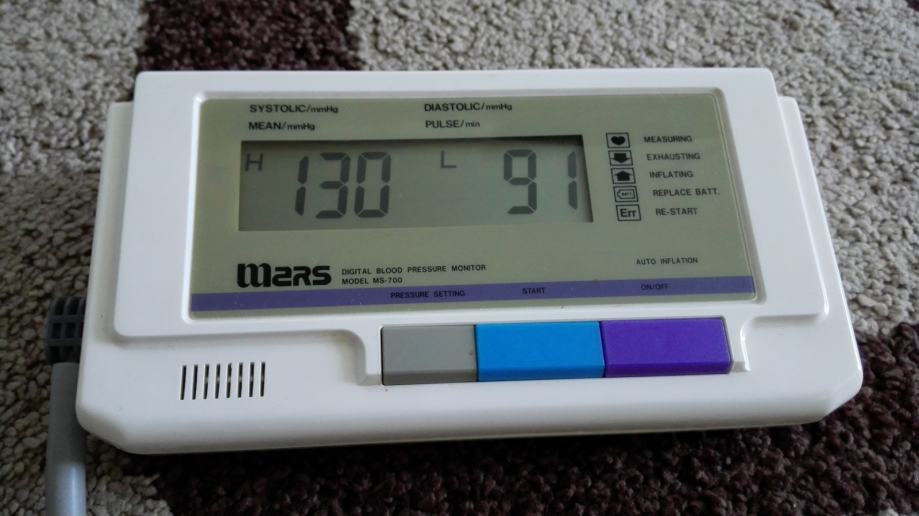 SYSTOLIC/mmHg DIASTOLIC/mmHg
MEAN/mmHg PULSE/min
H 130 L 91
MEASURING
EXHAUSTING
INFLATING
REPLACE BATT.
Err RE-START
mars DIGITAL BLOOD PRESSURE MONITOR
MODEL MS-700
AUTO INFLATION
PRESSURE SETTING START ON/OFF